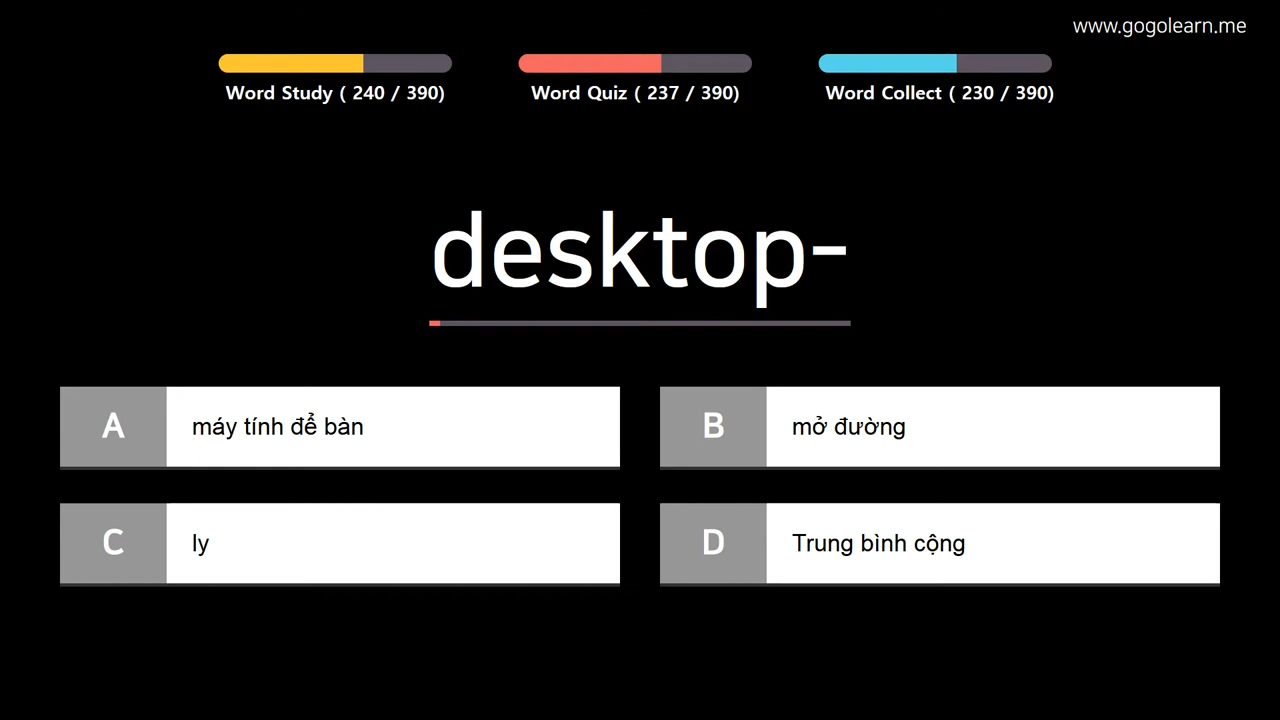 www.gogolearn.me
Word Study ( 240 / 390)
Word Quiz ( 237 / 390)
Word Collect ( 230 / 390)
desktop-
A
máy tính để bàn
B
mở đường
C
ly
D
Trung bình cộng